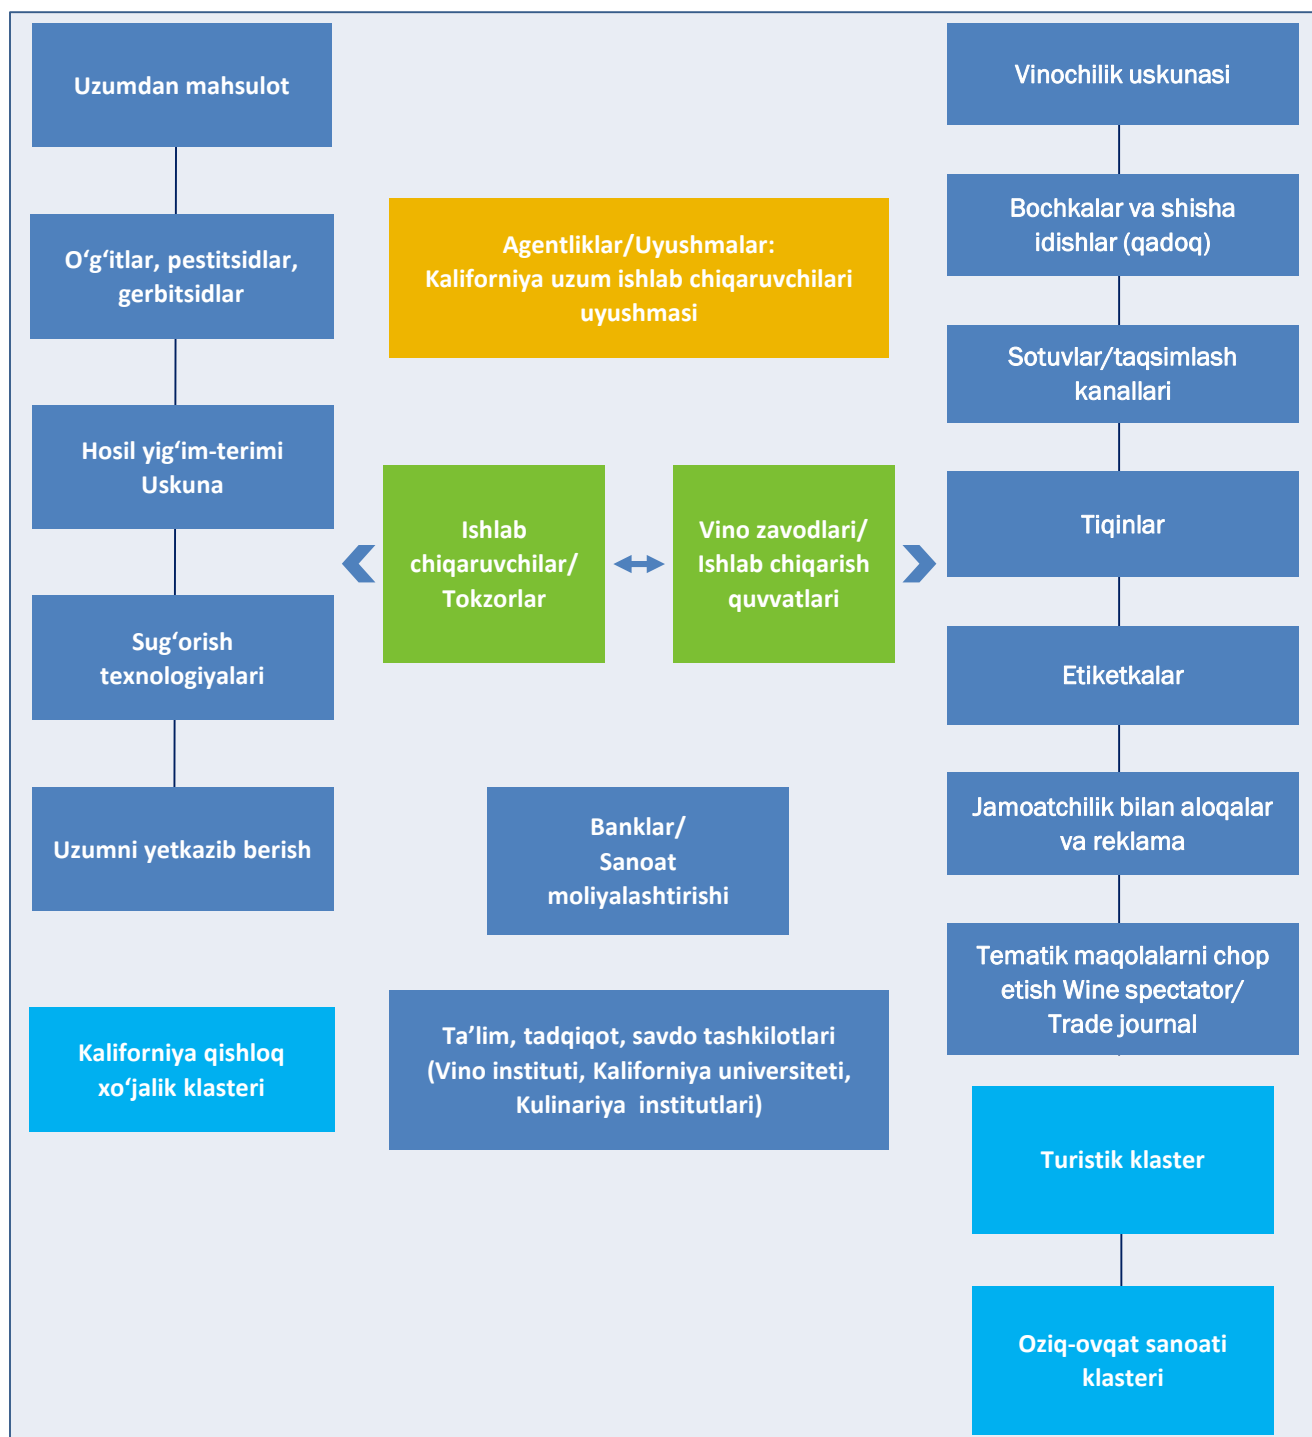 Uzumdan mahsulot
O‘g‘itlar, pestitsidlar,
gerbitsidlar
Hosil yig‘im-terimi
Uskuna
Sug‘orish
texnologiyalari
Uzumni yetkazib berish
Kaliforniya qishloq
xo‘jalik klasteri
Agentliklar/Uyushmalar:
Kaliforniya uzum ishlab chiqaruvchilari
uyushmasi
Ishlab
chiqaruvchilar/
Tokzorlar
Vino zavodlari/
Ishlab chiqarish
quvvatlari
Banklar/
Sanoat
moliyalashtirishi
Ta’lim, tadqiqot, savdo tashkilotlari
(Vino instituti, Kaliforniya universiteti,
Kulinariya institutlari)
Vinochilik uskunasi
Bochkalar va shisha
idishlar (qadoq)
Sotuvlar/taqsimlash
kanallari
Tiqinlar
Etiketkalar
Jamoatchilik bilan aloqalar
va reklama
Tematik maqolalarni chop
etish Wine spectator/
Trade journal
Turistik klaster
Oziq-ovqat sanoati
klasteri